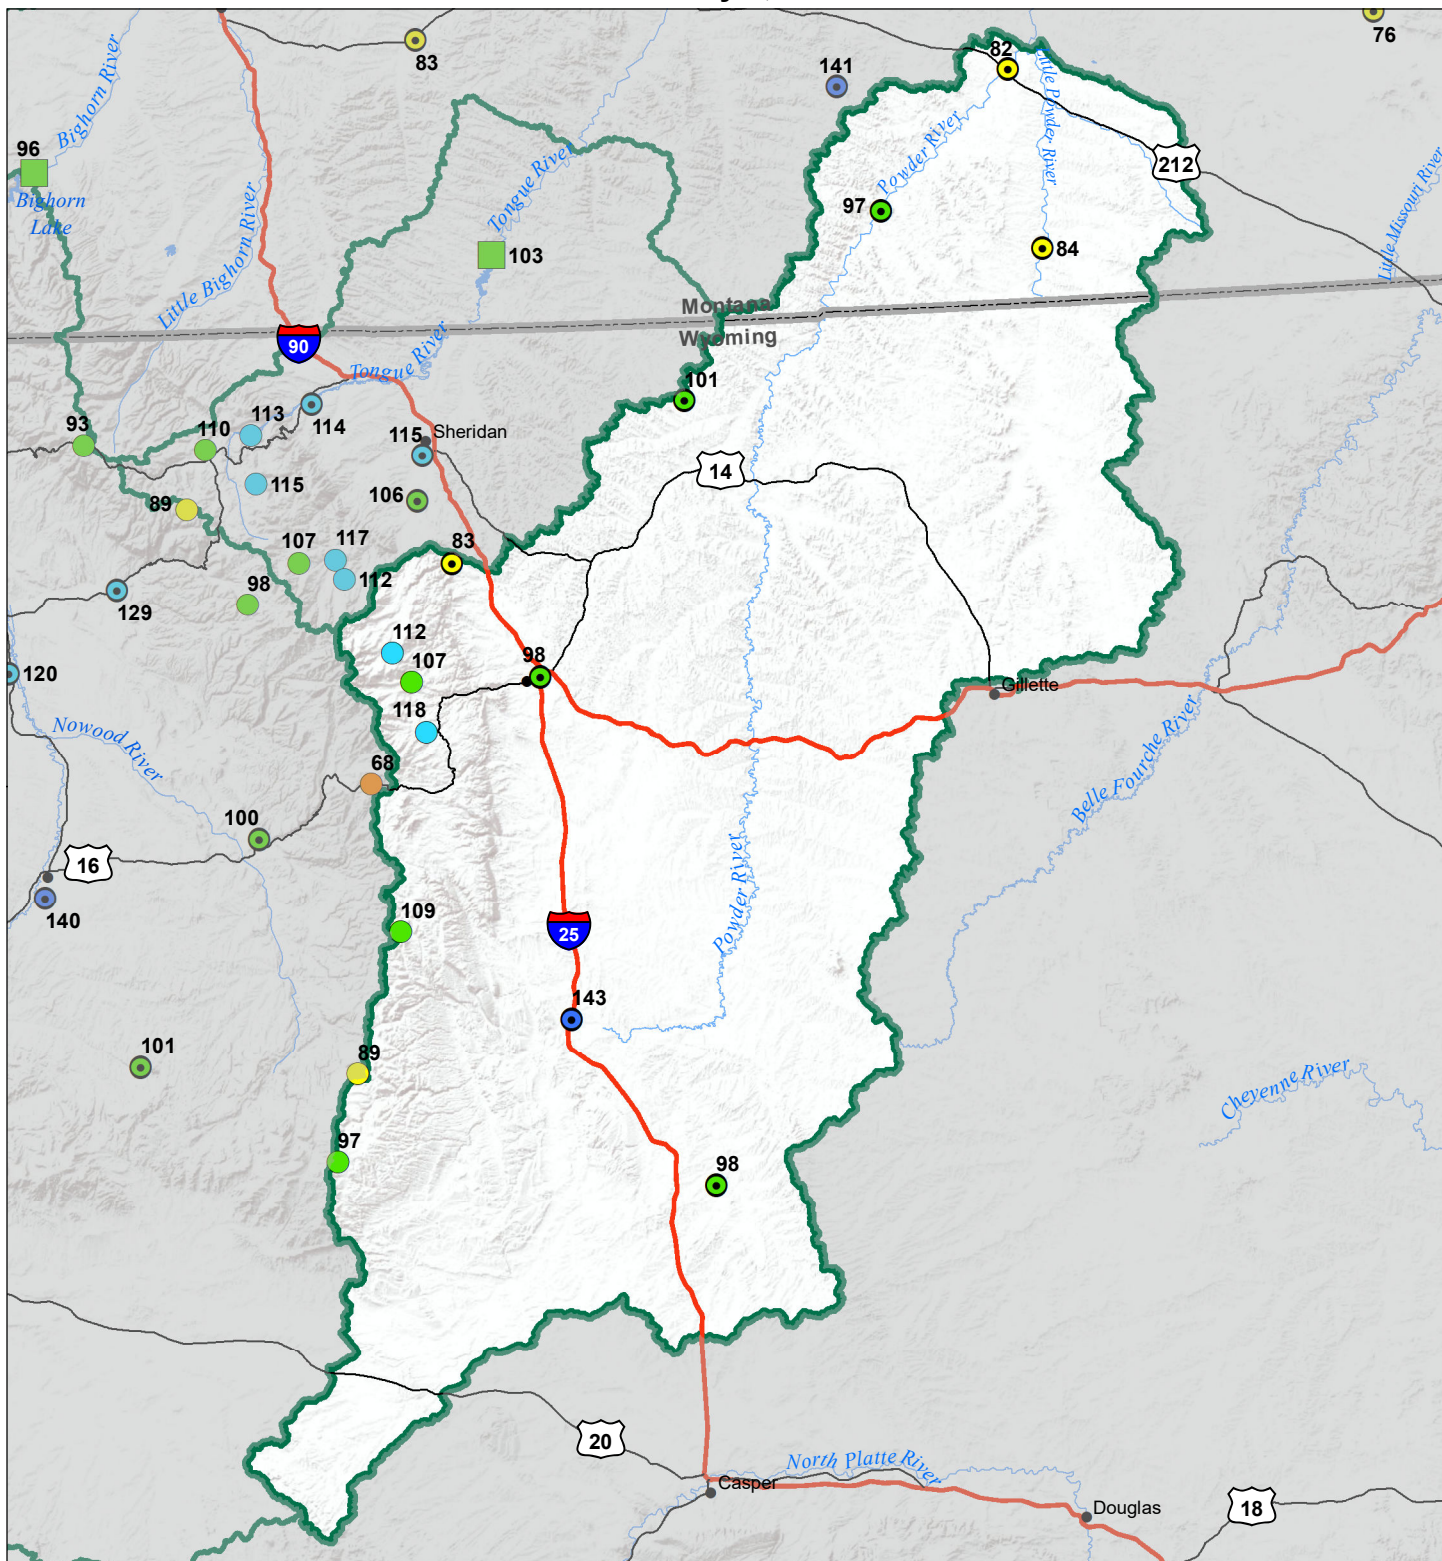 83
76
82
141
Bighorn River
Little Powder River
96
Bighorn
Lake
Tongue River
Powder River
212
Little Missouri River
97
Little Bighorn River
103
84
Montana
Wyoming
90
Tongue River
101
93
110
113
114
115
Sheridan
14
115
106
89
107
117
83
98
112
129
112
98
107
120
118
Gillette
Nowood River
68
Belle Fourche River
100
16
Powder River
140
109
25
143
101
89
Cheyenne River
97
98
20
North Platte River
Casper
Douglas
18